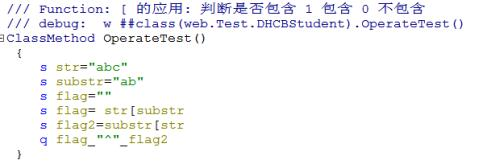 /// Function: [ 的应用: 判断是否包含 1 包含 0 不包含
/// debug:  w ##class(web.Test.DHCBStudent).OperateTest()
ClassMethod OperateTest()
{
s str="abc"
s substr="ab"
s flag=""
s flag= str[substr
s flag2=substr[str
q flag_"^"_flag2
}